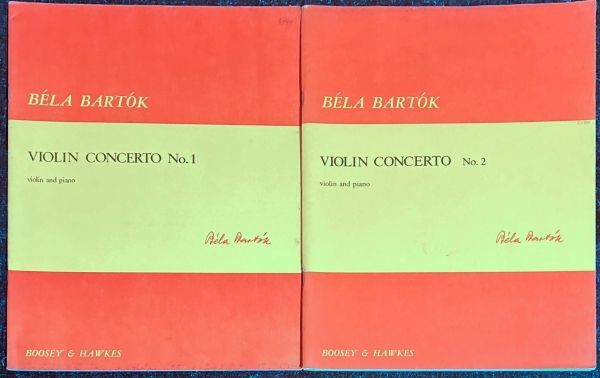 BÉLA BARTÓK
VIOLIN CONCERTO No. 1
violin and piano
Béla Bartók
BOOSEY & HAWKES
BÉLA BARTÓK
VIOLIN CONCERTO No. 2
violin and piano
Béla Bartók
BOOSEY & HAWKES